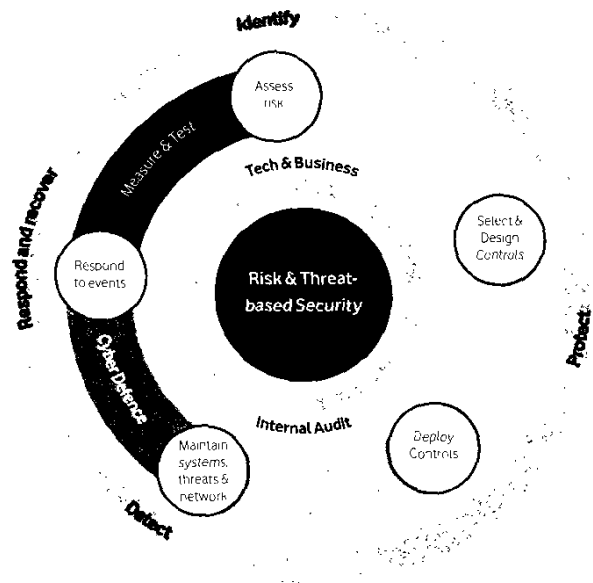 Identify
Assess
risk
Measure & Test
Tech & Business
Respond and recover
Select &
Design
Controls
Respond
to events
Risk & Threat-
based Security
Protect
Cyber Defence
Internal Audit
Deploy
Controls
Maintain
systems,
threats &
network
Detect